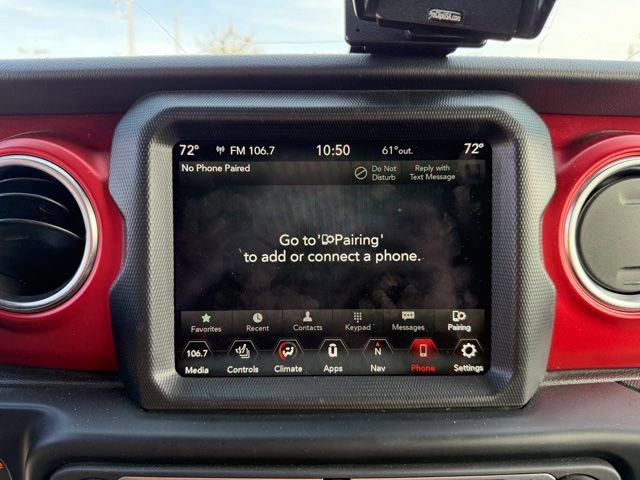 72° FM 106.7 10:50 61°out. 72°
No Phone Paired Do Not Disturb Reply with Text Message
Go to 'Pairing'
to add or connect a phone.
Favorites Recent Contacts Keypad Messages Pairing
106.7 N
Media Controls Climate Apps Nav Phone Settings